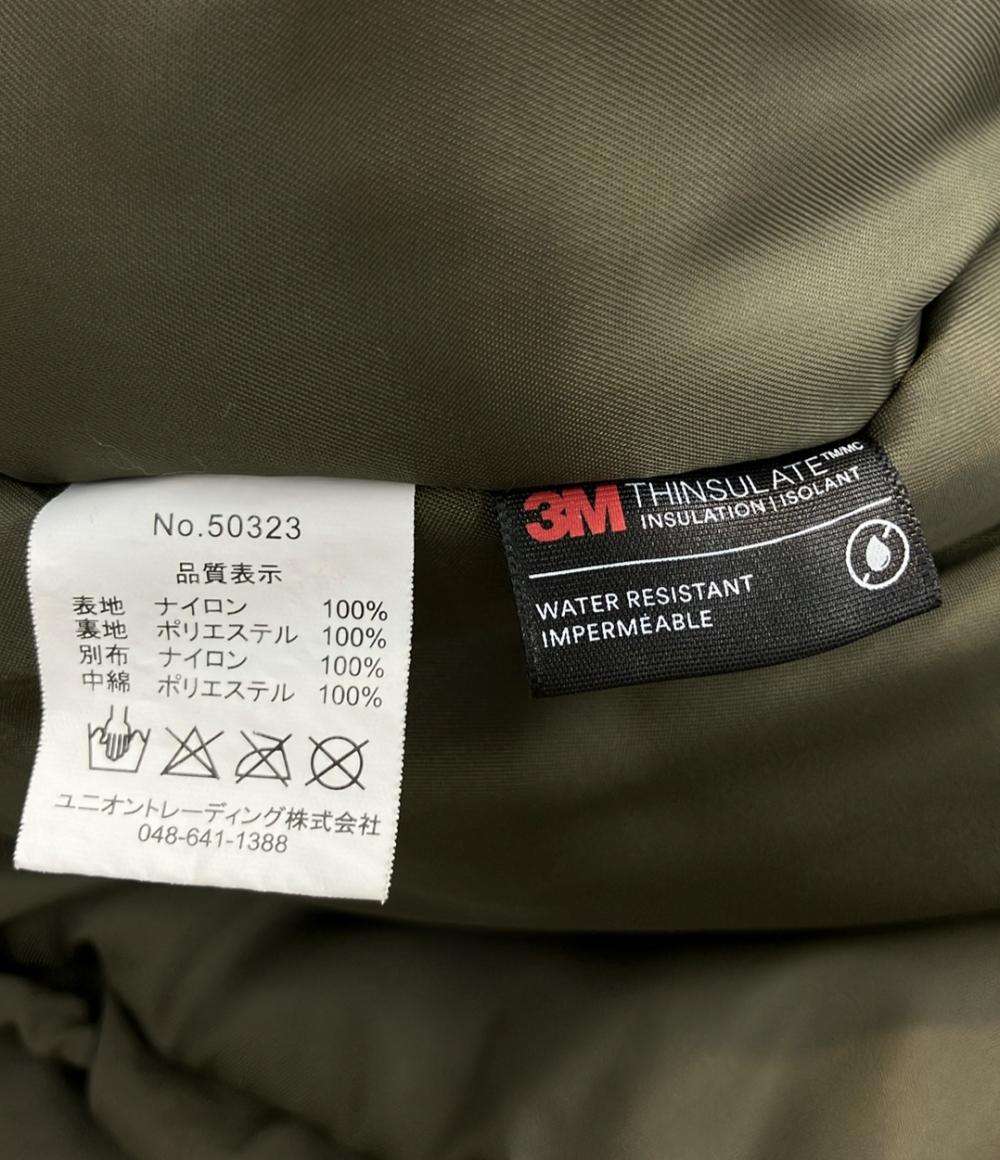 No.50323
品質表示
表地 ナイロン 100%
裏地 ポリエステル 100%
別布 ナイロン 100%
中綿 ポリエステル 100%
ユニオントレーディング株式会社
048-641-1388
3M THINSULATE™/MC
INSULATION | ISOLANT
WATER RESISTANT
IMPERMÉABLE